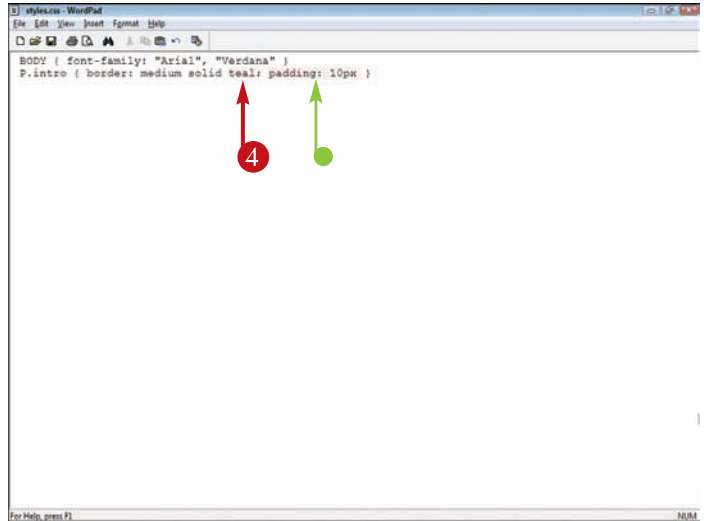 styles.css - WordPad
File Edit View Insert Format Help
BODY { font-family: "Arial", "Verdana" }
P.intro { border: medium solid teal; padding: 10px }
4
For Help, press F1
NUM